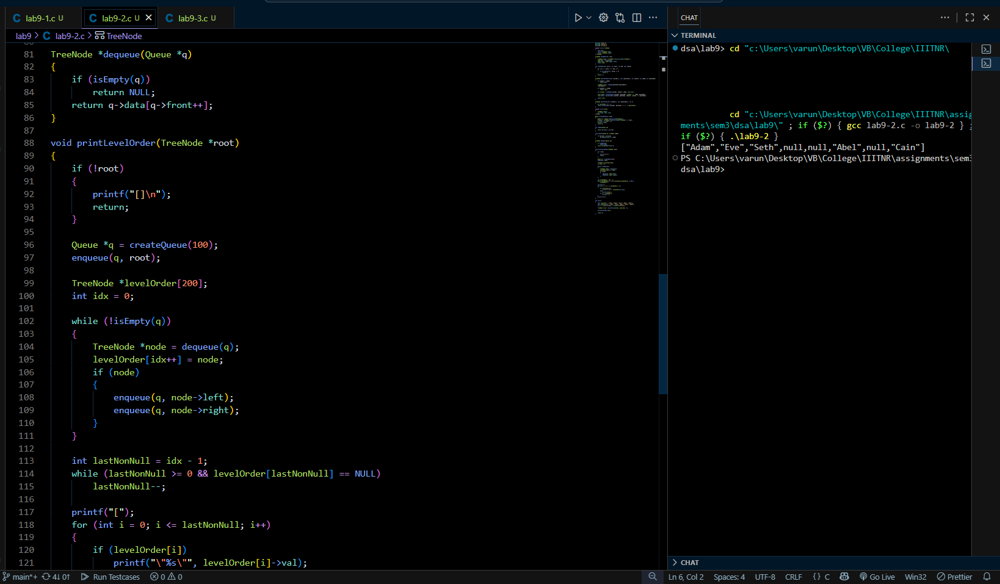 C lab9-1.c U C lab9-2.c U C lab9-3.c U
lab9 > C lab9-2.c > TreeNode
81 TreeNode *dequeue(Queue *q)
82 {
83 if (isEmpty(q))
84 return NULL;
85 return q->data[q->front++];
86 }
87
88 void printLevelOrder(TreeNode *root)
89 {
90 if (!root)
91 {
92 printf("[]\n");
93 return;
94 }
95
96 Queue *q = createQueue(100);
97 enqueue(q, root);
98
99 TreeNode *levelOrder[200];
100 int idx = 0;
101
102 while (!isEmpty(q))
103 {
104 TreeNode *node = dequeue(q);
105 levelOrder[idx++] = node;
106 if (node)
107 {
108 enqueue(q, node->left);
109 enqueue(q, node->right);
110 }
111 }
112
113 int lastNonNull = idx - 1;
114 while (lastNonNull >= 0 && levelOrder[lastNonNull] == NULL)
115 lastNonNull--;
116
117 printf("[");
118 for (int i = 0; i <= lastNonNull; i++)
119 {
120 if (levelOrder[i])
121 printf("\"%s\"", levelOrder[i]->val);
CHAT
TERMINAL
dsa\lab9> cd "c:\Users\varun\Desktop\VB\College\IIITNR\
cd "c:\Users\varun\Desktop\VB\College\IIITNR\assig
ments\sem3\dsa\lab9\" ; if ($?) { gcc lab9-2.c -o lab9-2 } ;
if ($?) { .\lab9-2 }
["Adam","Eve","Seth",null,null,"Abel",null,"Cain"]
PS C:\Users\varun\Desktop\VB\College\IIITNR\assignments\sem3
dsa\lab9>
CHAT
main*+ 4↓ 0↑ Run Testcases 0 0 Ln 6, Col 2 Spaces: 4 UTF-8 CRLF {} C Go Live Win32 Prettier